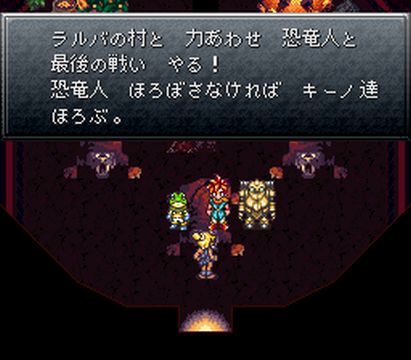 ラルバの村と　力あわせ　恐竜人と
最後の戦い　やる！
恐竜人　ほろぼさなければ　キーノ達
ほろぶ。